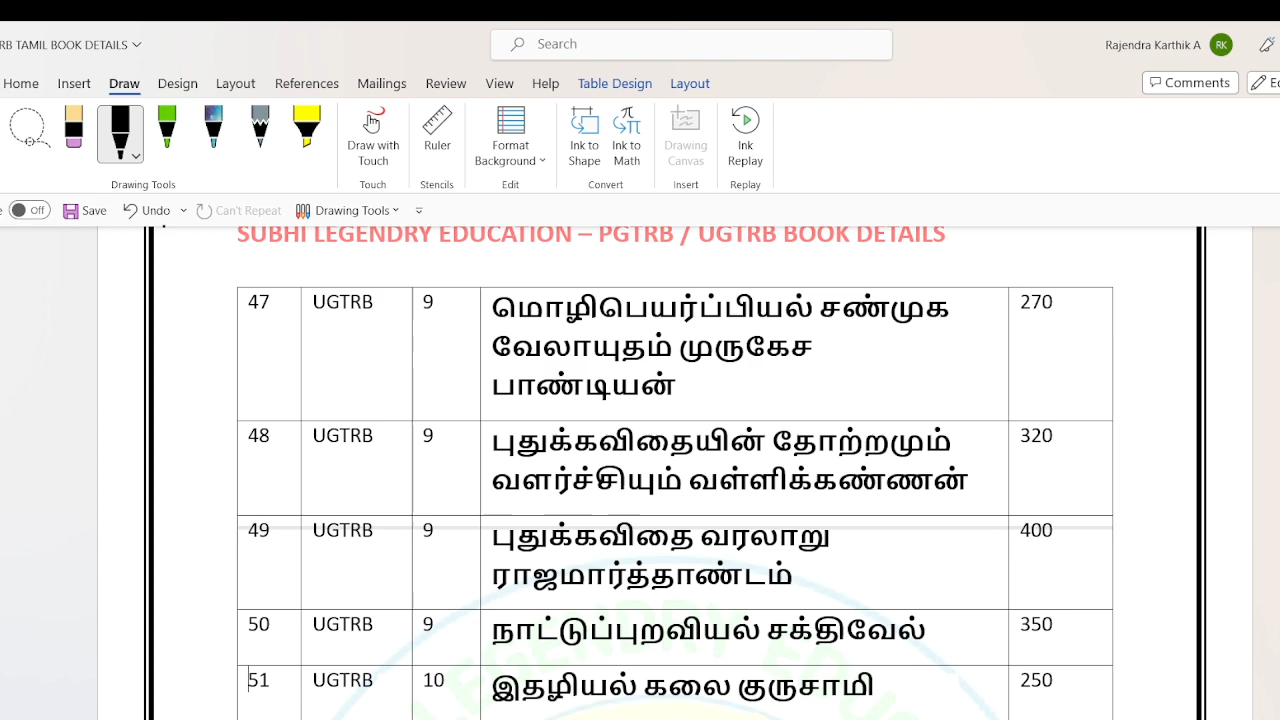 RB TAMIL BOOK DETAILS
Search
Rajendra Karthik A RK
Home Insert Draw Design Layout References Mailings Review View Help Table Design Layout Comments
Draw with Touch Ruler Format Background Ink to Shape Ink to Math Drawing Canvas Ink Replay
Drawing Tools Touch Stencils Edit Convert Insert Replay
Off Save Undo Can't Repeat Drawing Tools
SUBHI LEGENDRY EDUCATION – PGTRB / UGTRB BOOK DETAILS
47 UGTRB 9 மொழிபெயர்ப்பியல் சண்முக 270
வேலாயுதம் முருகேச
பாண்டியன்
48 UGTRB 9 புதுக்கவிதையின் தோற்றமும் 320
வளர்ச்சியும் வள்ளிக்கண்ணன்
49 UGTRB 9 புதுக்கவிதை வரலாறு 400
ராஜமார்த்தாண்டம்
50 UGTRB 9 நாட்டுப்புறவியல் சக்திவேல் 350
51 UGTRB 10 இதழியல் கலை குருசாமி 250
LEGENDRY EDU